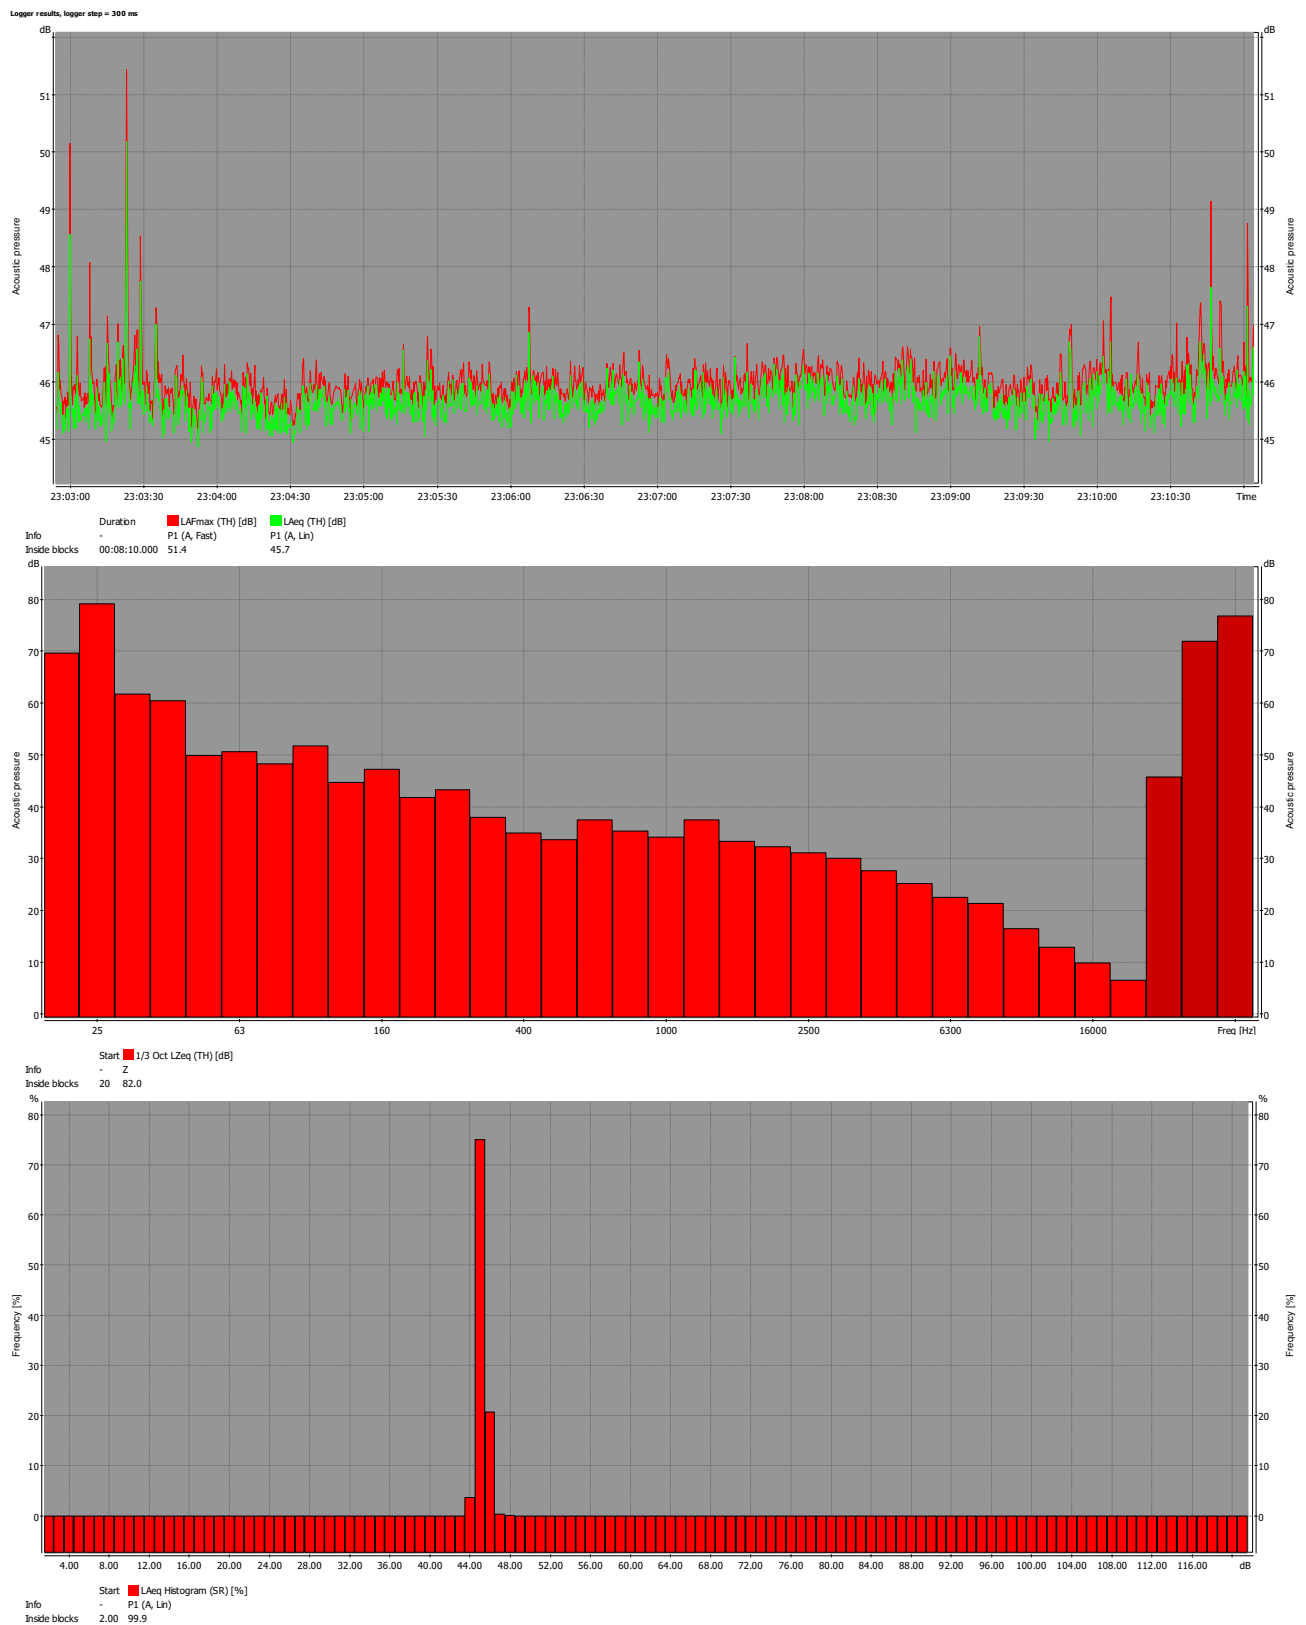 Logger results, logger step = 300 ms
dB dB
51 51
50 50
49 49
48 48
47 47
46 46
45 45
Acoustic pressure Acoustic pressure
23:03:00 23:03:30 23:04:00 23:04:30 23:05:00 23:05:30 23:06:00 23:06:30 23:07:00 23:07:30 23:08:00 23:08:30 23:09:00 23:09:30 23:10:00 23:10:30 Time
Duration LAFmax (TH) [dB] LAeq (TH) [dB]
Info - P1 (A, Fast) P1 (A, Lin)
Inside blocks 00:08:10.000 51.4 45.7
dB dB
80 80
70 70
60 60
50 50
40 40
30 30
20 20
10 10
0 0
Acoustic pressure Acoustic pressure
25 63 160 400 1000 2500 6300 16000 Freq [Hz]
Start 1/3 Oct LZeq (TH) [dB]
Info - Z
Inside blocks 20 82.0
% %
80 80
70 70
60 60
50 50
40 40
30 30
20 20
10 10
0 0
Frequency [%] Frequency [%]
4.00 8.00 12.00 16.00 20.00 24.00 28.00 32.00 36.00 40.00 44.00 48.00 52.00 56.00 60.00 64.00 68.00 72.00 76.00 80.00 84.00 88.00 92.00 96.00 100.00 104.00 108.00 112.00 116.00 dB
Start LAeq Histogram (SR) [%]
Info - P1 (A, Lin)
Inside blocks 2.00 99.9